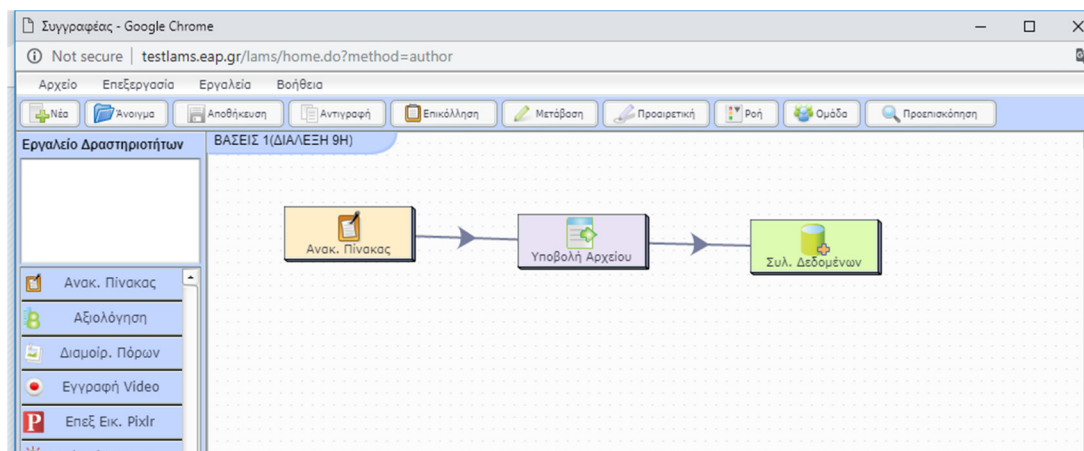 Συγγραφέας - Google Chrome
Not secure | testlams.eap.gr/lams/home.do?method=author
Αρχείο Επεξεργασία Εργαλεία Βοήθεια
Νέα Άνοιγμα Αποθήκευση Αντιγραφή Επικόλληση Μετάβαση Προαιρετική Ροή Ομάδα Προεπισκόπηση
Εργαλείο Δραστηριοτήτων
ΒΑΣΕΙΣ 1(ΔΙΑΛΕΞΗ 9Η)
Ανακ. Πίνακας
Υποβολή Αρχείου
Συλ. Δεδομένων
Ανακ. Πίνακας
Αξιολόγηση
Διαμοίρ. Πόρων
Εγγραφή Video
Επεξ Εικ. Pixlr